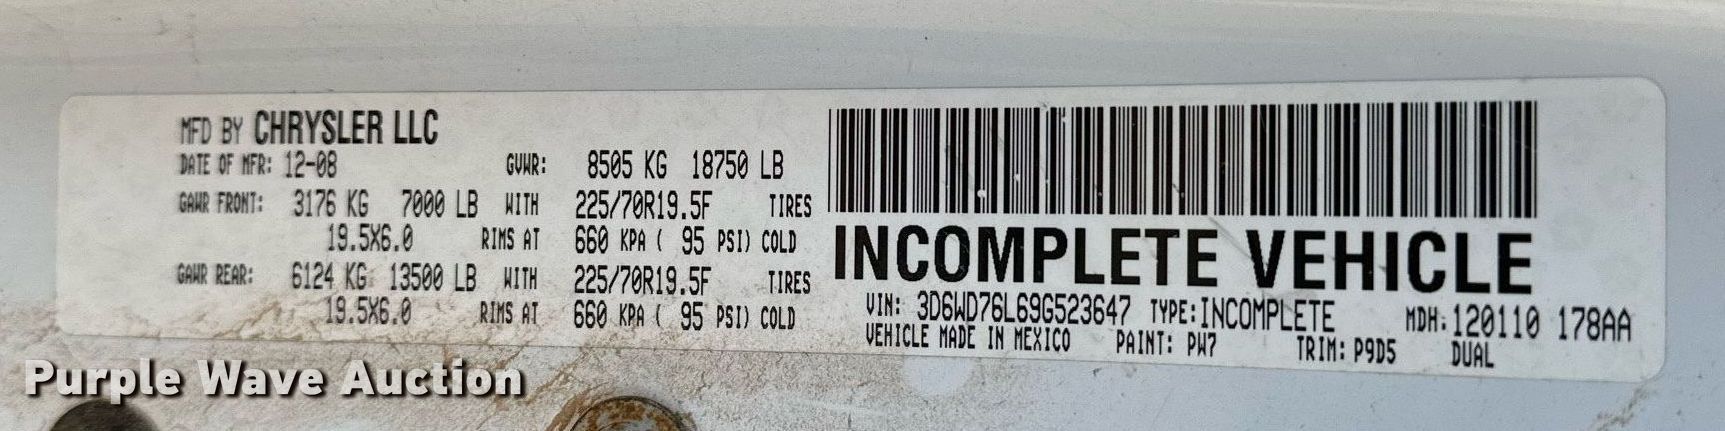 MFD BY CHRYSLER LLC
DATE OF MFR: 12-08 GVWR: 8505 KG 18750 LB
GAWR FRONT: 3176 KG 7000 LB WITH 225/70R19.5F TIRES
19.5X6.0 RIMS AT 660 KPA ( 95 PSI) COLD
GAWR REAR: 6124 KG 13500 LB WITH 225/70R19.5F TIRES
19.5X6.0 RIMS AT 660 KPA ( 95 PSI) COLD
INCOMPLETE VEHICLE
VIN: 3D6WD76L69G523647 TYPE:INCOMPLETE MDH:120110 178AA
VEHICLE MADE IN MEXICO PAINT: PW7 TRIM: P9D5 DUAL
Purple Wave Auction